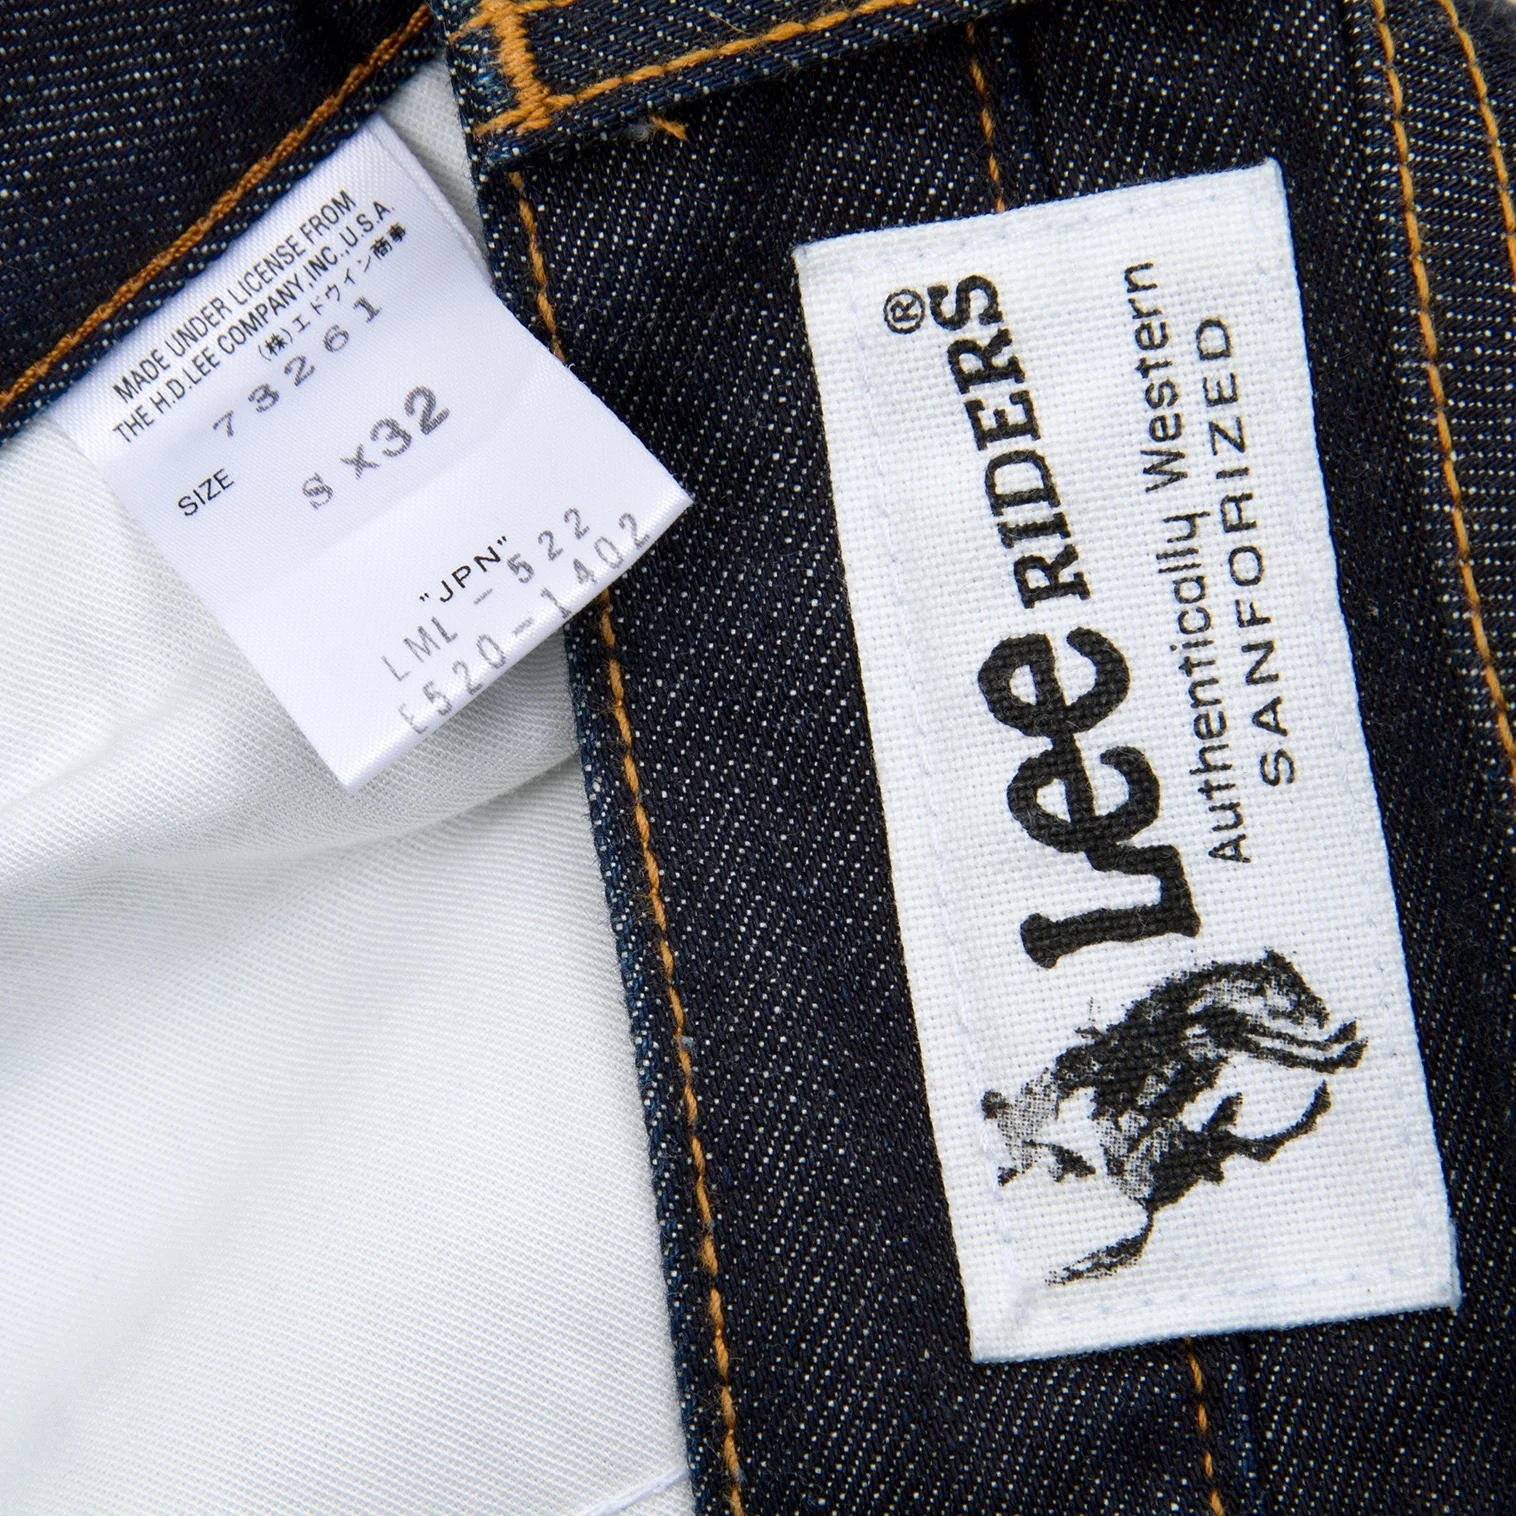 MADE UNDER LICENSE FROM
THE H.D.LEE COMPANY,INC.,U.S.A.
(株)エドウイン商事
73261
SIZE
S X32
"JPN"
LML-522
E520-1402
Lee RIDERS®
Authentically Western
SANFORIZED